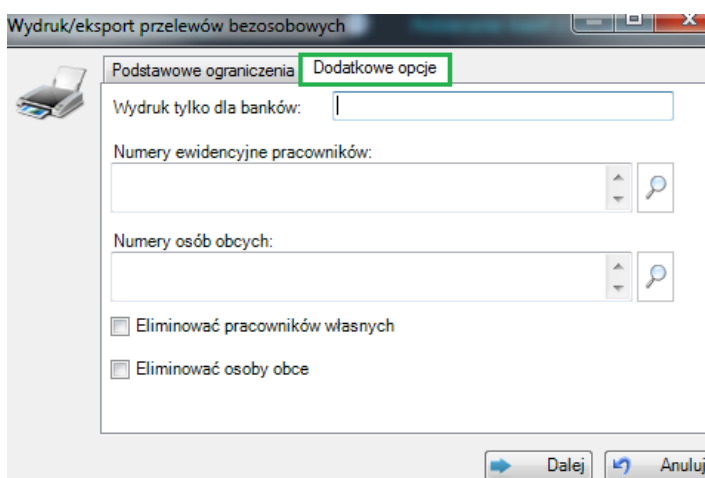 Wydruk/eksport przelewów bezosobowych
Podstawowe ograniczenia Dodatkowe opcje
Wydruk tylko dla banków:
Numery ewidencyjne pracowników:
Numery osób obcych:
Eliminować pracowników własnych
Eliminować osoby obce
Dalej Anuluj